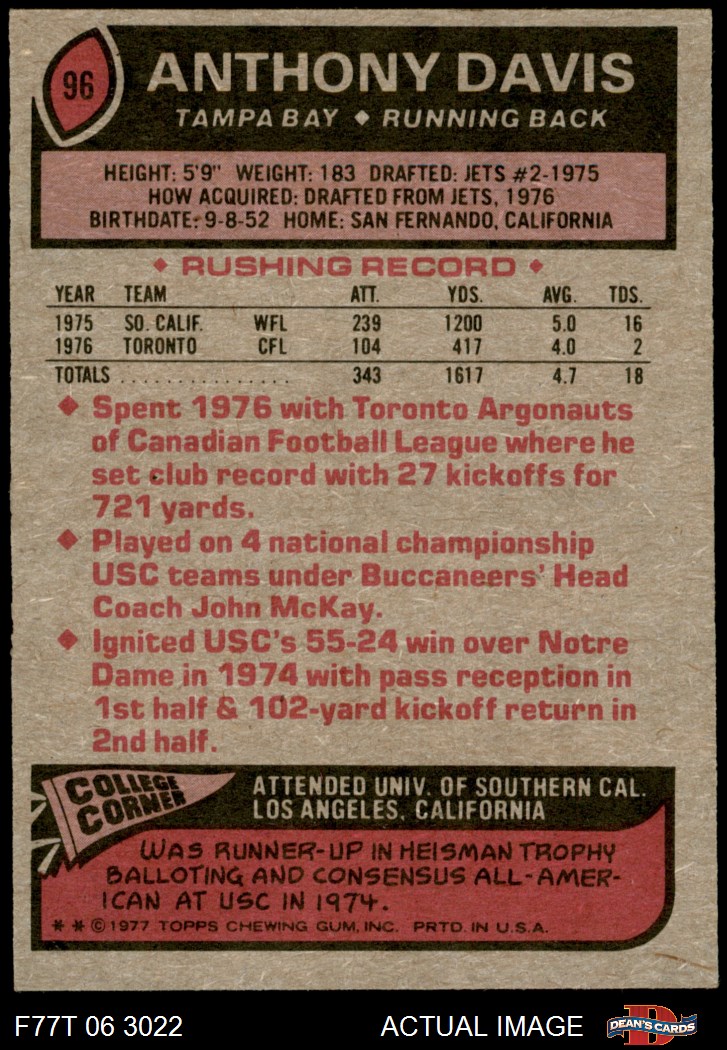 96
ANTHONY DAVIS
TAMPA BAY ◆ RUNNING BACK
HEIGHT: 5'9" WEIGHT: 183 DRAFTED: JETS #2-1975
HOW ACQUIRED: DRAFTED FROM JETS, 1976
BIRTHDATE: 9-8-52 HOME: SAN FERNANDO, CALIFORNIA
◆ RUSHING RECORD ◆
YEAR TEAM ATT. YDS. AVG. TDS.
1975 SO. CALIF. WFL 239 1200 5.0 16
1976 TORONTO CFL 104 417 4.0 2
TOTALS ................ 343 1617 4.7 18
◆ Spent 1976 with Toronto Argonauts
of Canadian Football League where he
set club record with 27 kickoffs for
721 yards.
◆ Played on 4 national championship
USC teams under Buccaneers' Head
Coach John McKay.
◆ Ignited USC's 55-24 win over Notre
Dame in 1974 with pass reception in
1st half & 102-yard kickoff return in
2nd half.
COLLEGE
CORNER
ATTENDED UNIV. OF SOUTHERN CAL.
LOS ANGELES, CALIFORNIA
WAS RUNNER-UP IN HEISMAN TROPHY
BALLOTING AND CONSENSUS ALL-AMER-
ICAN AT USC IN 1974.
* * © 1977 TOPPS CHEWING GUM, INC. PRTD. IN U.S.A.
F77T 06 3022 ACTUAL IMAGE
DEAN'S CARDS